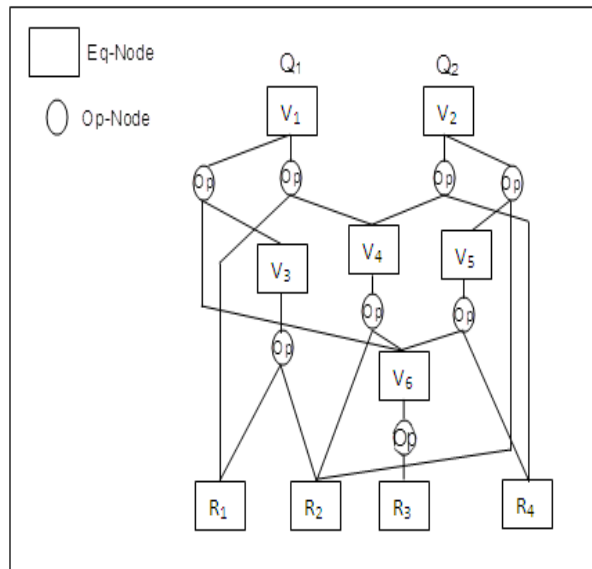 Eq-Node
Op-Node
Q1 Q2
V1 V2
Op Op Op Op
V3 V4 V5
Op Op Op
V6
Op
R1 R2 R3 R4